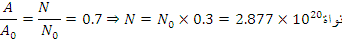 A/A₀ = N/N₀ = 0.7 ⇒ N = N₀ × 0.3 = 2.877 × 10²⁰ نواة